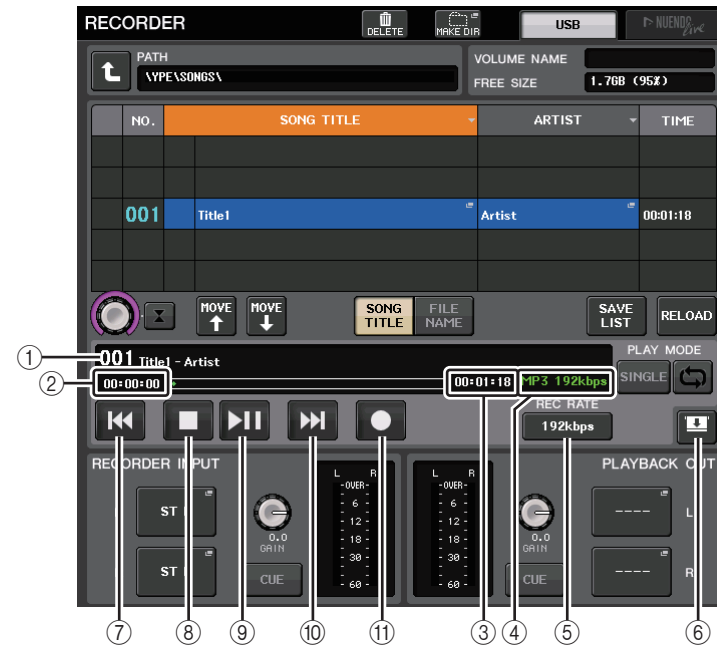 RECORDER
DELETE
MAKE DIR
USB
NUENDO Live
PATH
\YPE\SONGS\
VOLUME NAME
FREE SIZE
1.7GB (95%)
NO.
SONG TITLE
ARTIST
TIME
001
Title1
Artist
00:01:18
MOVE
MOVE
SONG TITLE
FILE NAME
SAVE LIST
RELOAD
① 001 Title1 - Artist
PLAY MODE
② 00:00:00
00:01:18
MP3 192kbps
SINGLE
REC RATE
192kbps
RECORDER INPUT
PLAYBACK OUT
L R
-OVER-
6
12
18
30
60
ST
ST
0.0
GAIN
CUE
L R
-OVER-
6
12
18
30
60
0.0
GAIN
CUE
----
L
----
R
⑦ ⑧ ⑨ ⑩ ⑪ ③ ④ ⑤ ⑥